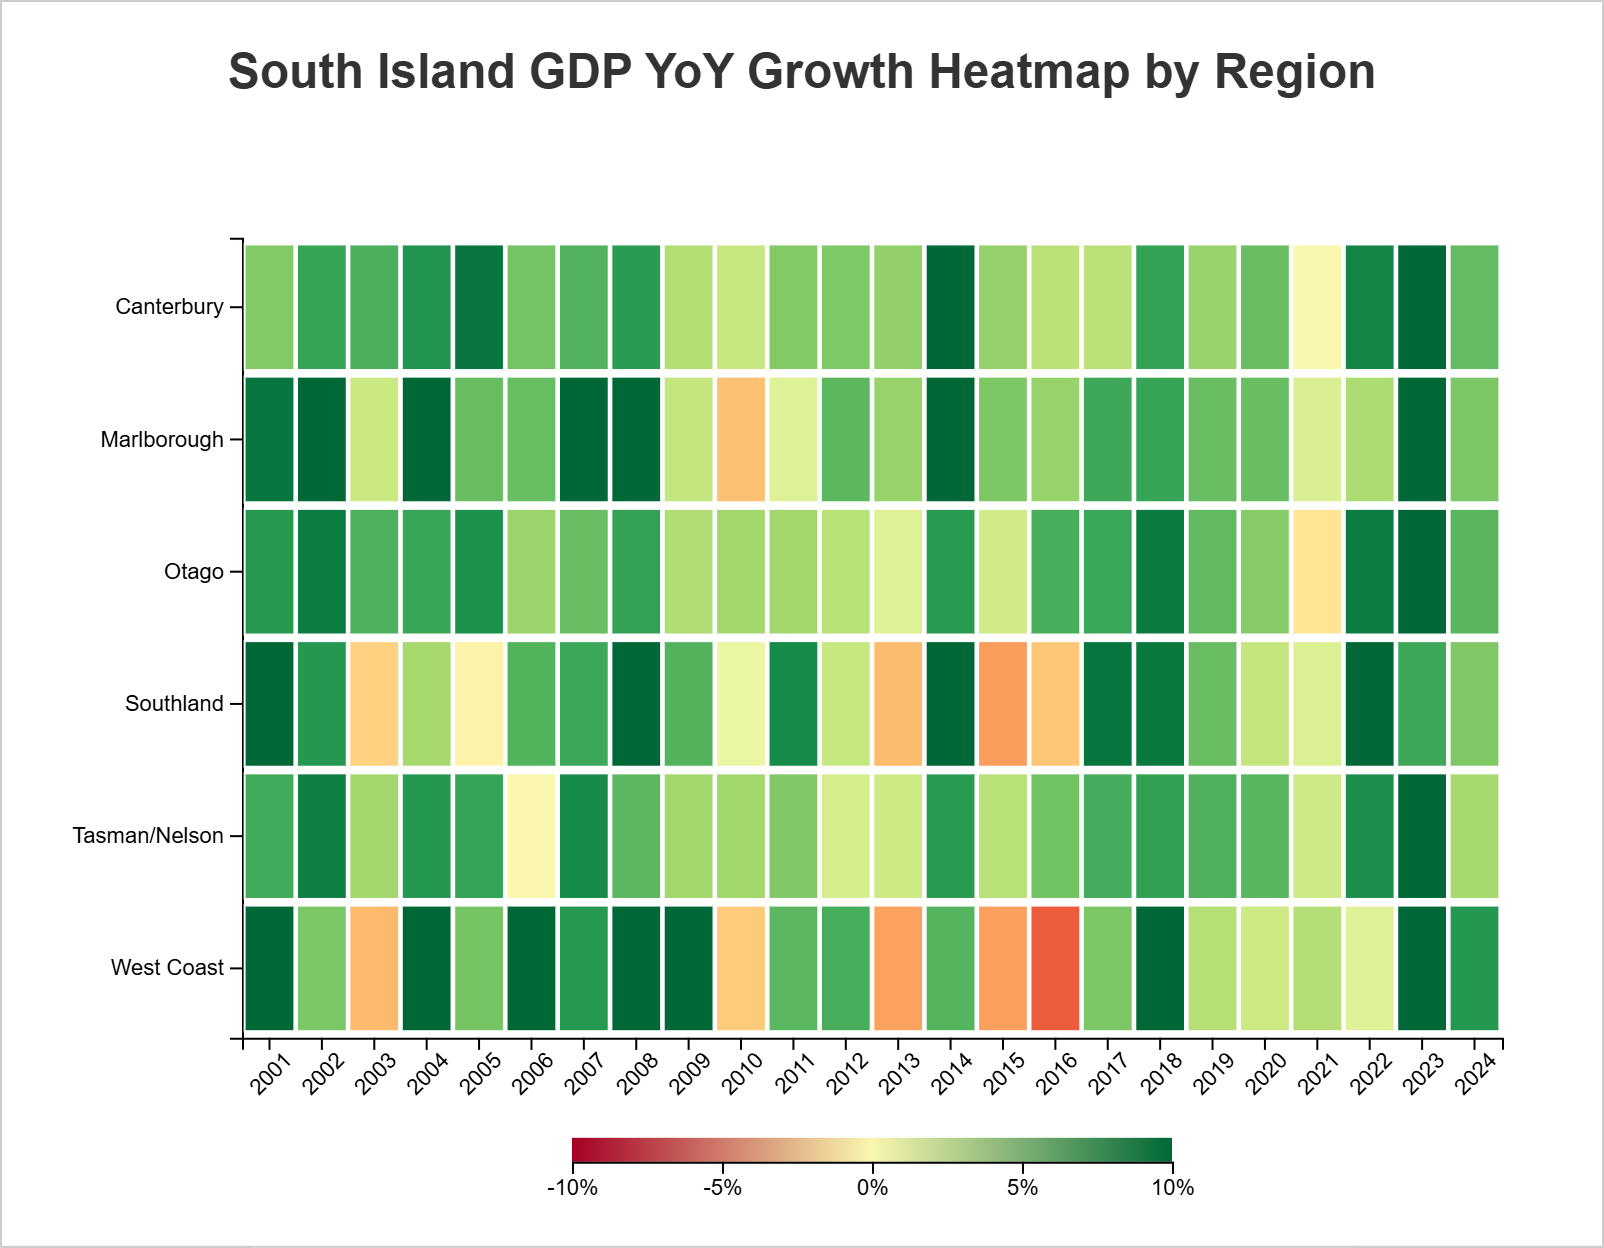 South Island GDP YoY Growth Heatmap by Region
Canterbury
Marlborough
Otago
Southland
Tasman/Nelson
West Coast
2001 2002 2003 2004 2005 2006 2007 2008 2009 2010 2011 2012 2013 2014 2015 2016 2017 2018 2019 2020 2021 2022 2023 2024
-10% -5% 0% 5% 10%